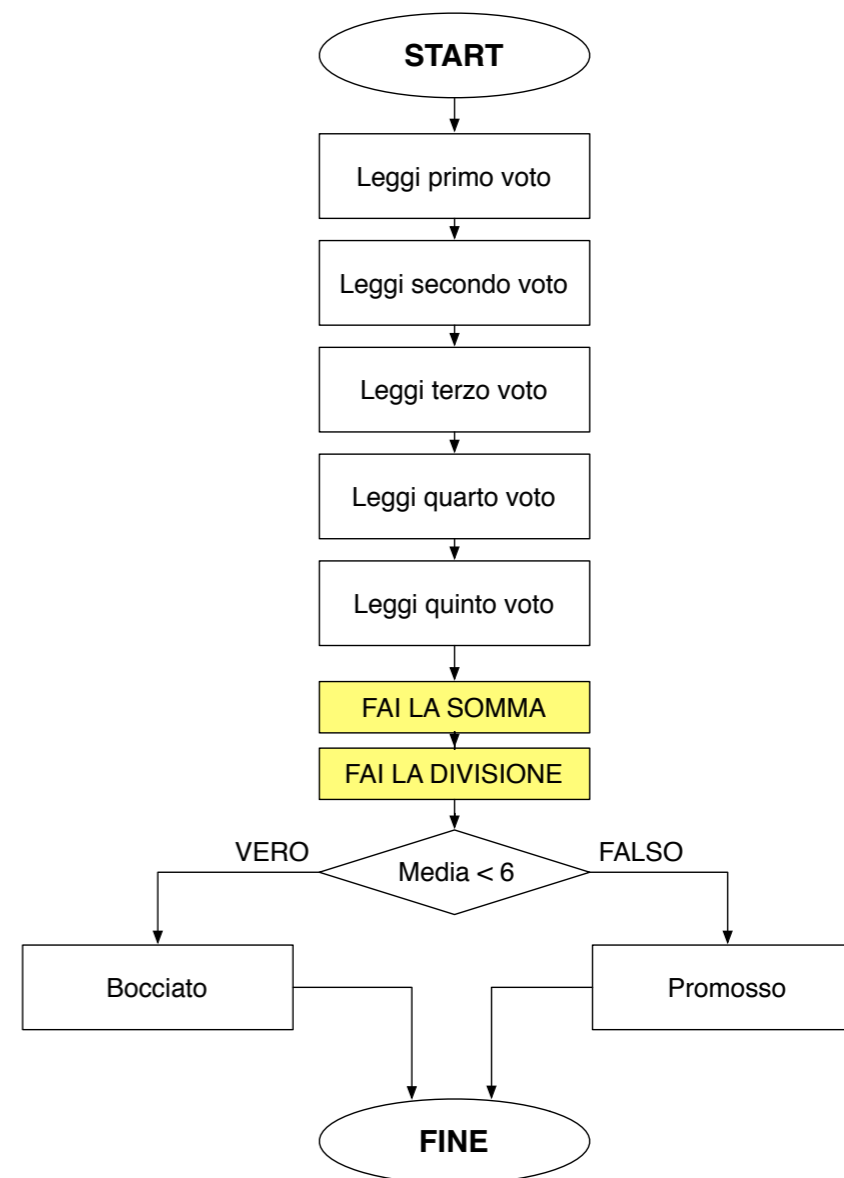 START
Leggi primo voto
Leggi secondo voto
Leggi terzo voto
Leggi quarto voto
Leggi quinto voto
FAI LA SOMMA
FAI LA DIVISIONE
VERO
Media < 6
FALSO
Bocciato
Promosso
FINE